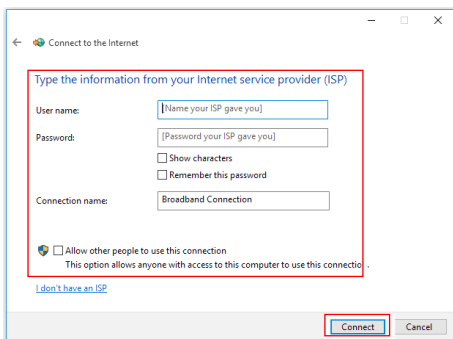 Connect to the Internet
Type the information from your Internet service provider (ISP)
User name: [Name your ISP gave you]
Password: [Password your ISP gave you]
Show characters
Remember this password
Connection name: Broadband Connection
Allow other people to use this connection
This option allows anyone with access to this computer to use this connection.
I don't have an ISP
Connect Cancel